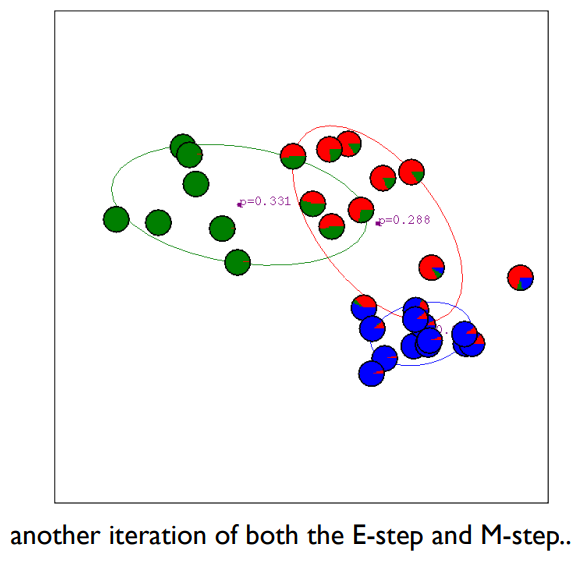 p=0.331
p=0.288
another iteration of both the E-step and M-step..